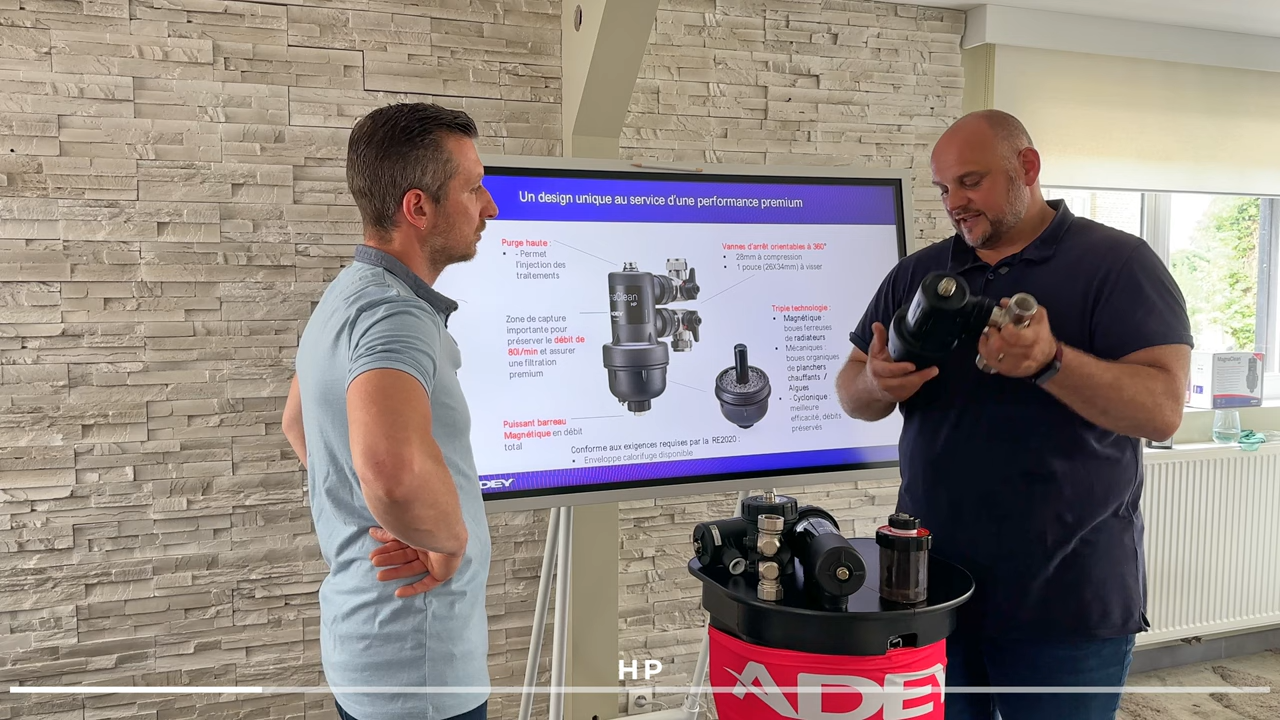 Un design unique au service d'une performance premium
Purge haute :
• - Permet
l'injection des
traitements
Vannes d'arrêt orientables à 360°
• 28mm à compression
• 1 pouce (26X34mm) à visser
naClean
HP
Zone de capture
importante pour
préserver le débit de
80l/min et assurer
une filtration
premium
Triple technologie :
• Magnétique :
boues ferreuses
de radiateurs
• Mécaniques :
boues organiques
de planchers
chauffants /
Algues
• - Cyclonique :
meilleure
efficacité, débits
préservés
Puissant barreau
Magnétique en débit
total
Conforme aux exigences requises par la RE2020 :
• Enveloppe calorifuge disponible
DEY
MagnaClean
HP
ADEY